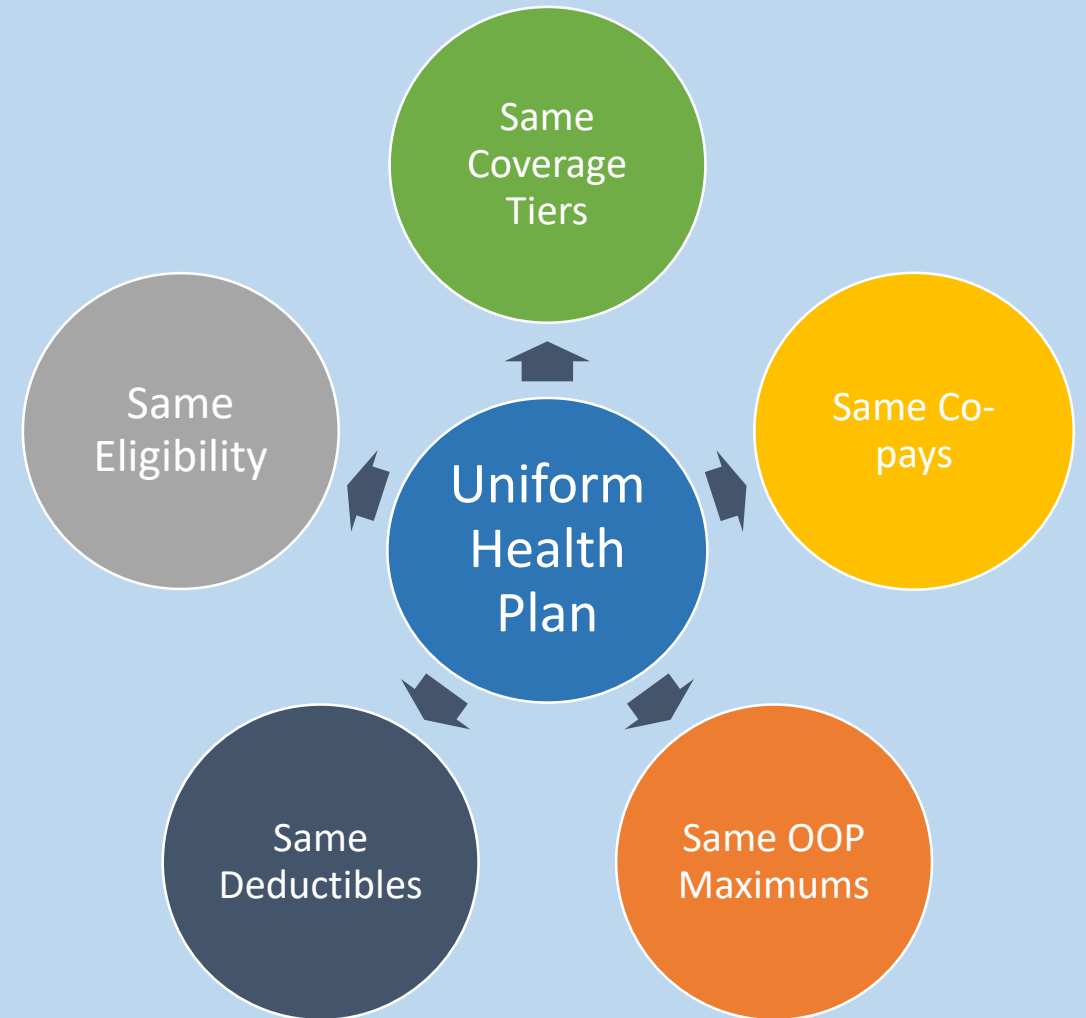 Same
Coverage
Tiers
Same
Eligibility
Same Co-
pays
Uniform
Health
Plan
Same
Deductibles
Same OOP
Maximums